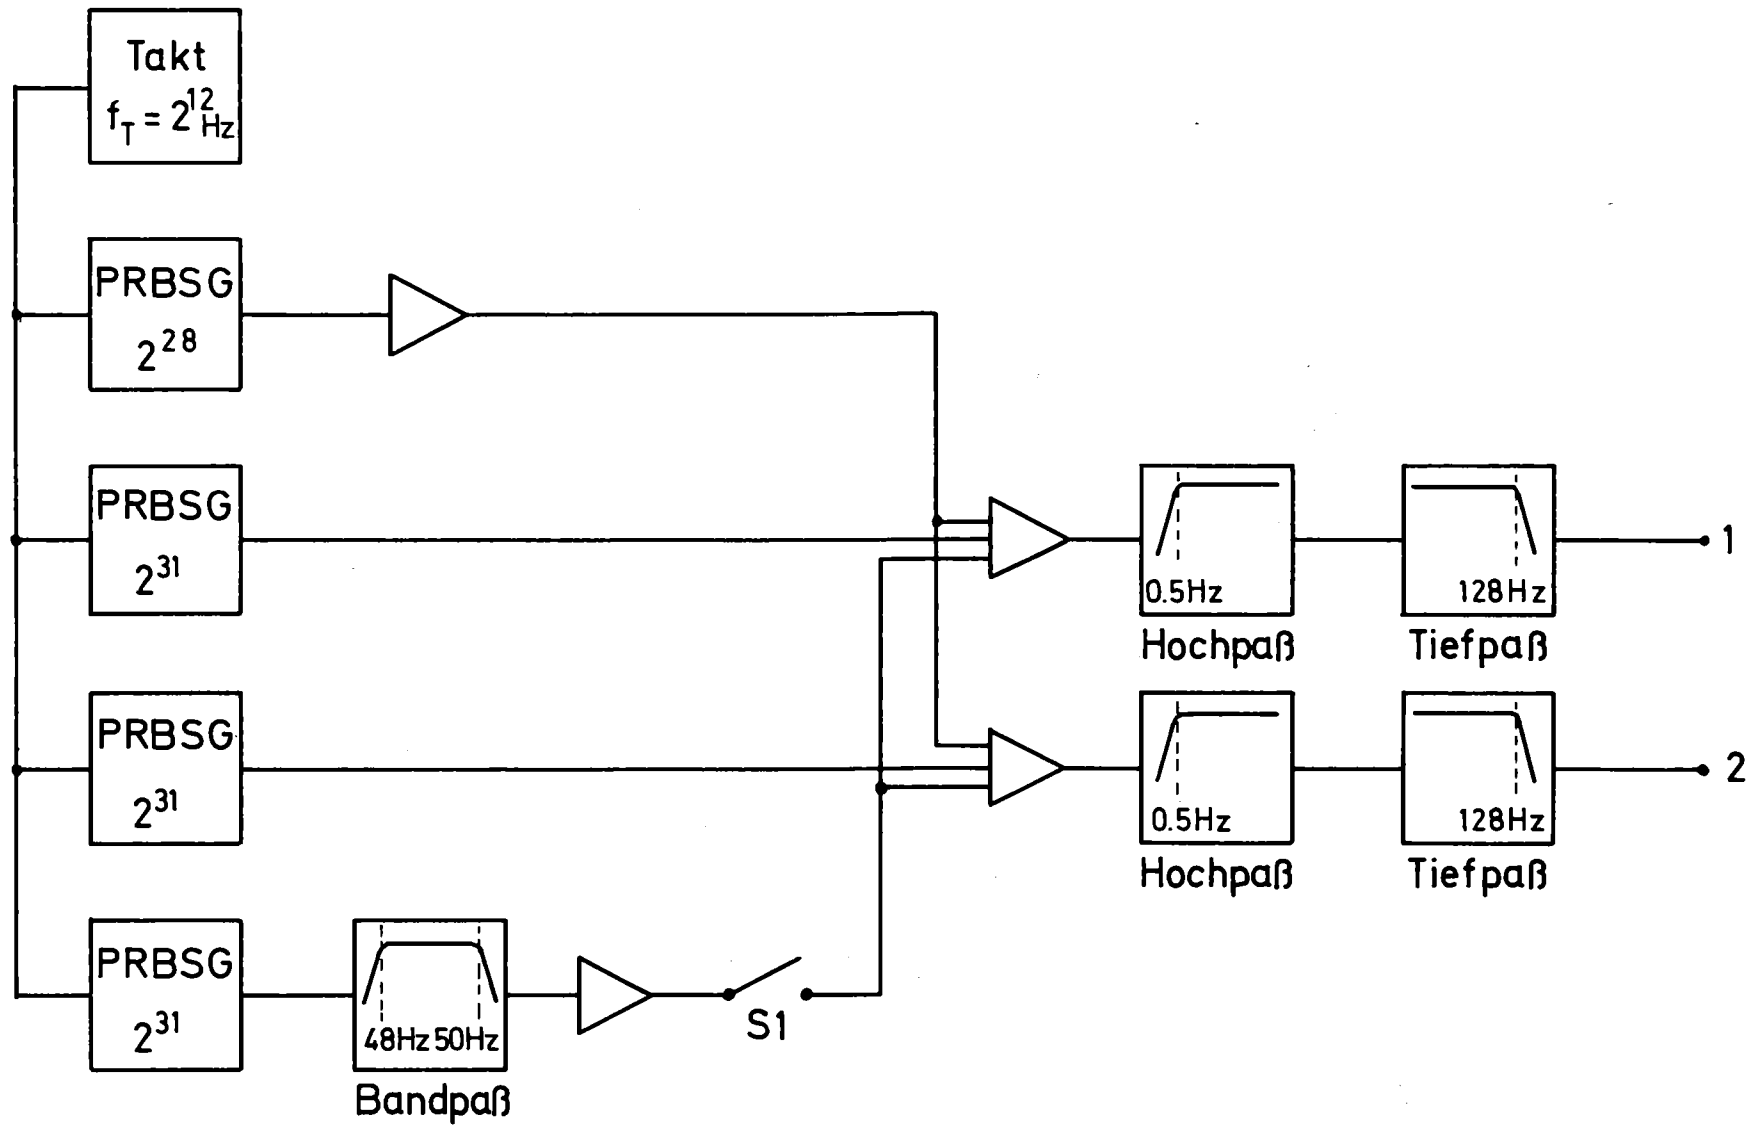 Takt
f_T = 2^12 Hz
PRBSG
2^28
PRBSG
2^31
0.5Hz
Hochpaß
128Hz
Tiefpaß
1
PRBSG
2^31
0.5Hz
Hochpaß
128Hz
Tiefpaß
2
PRBSG
2^31
48Hz 50Hz
Bandpaß
S1